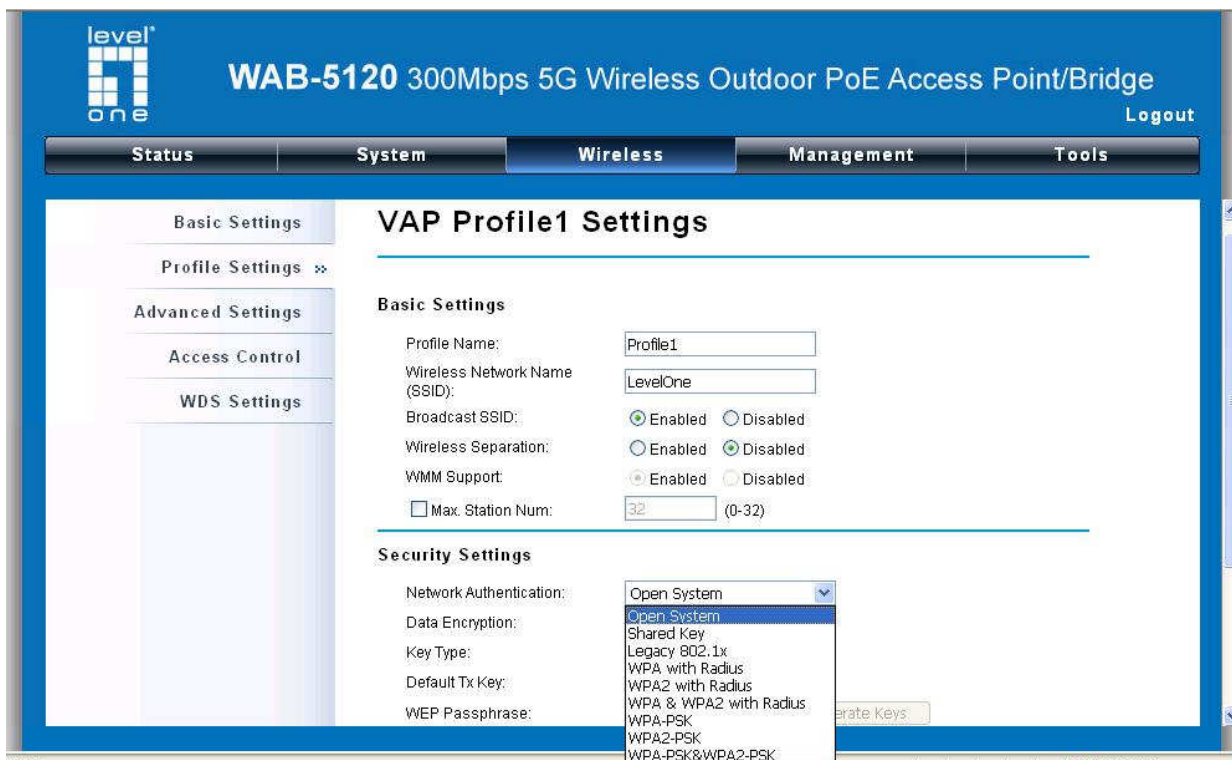 level one
WAB-5120 300Mbps 5G Wireless Outdoor PoE Access Point/Bridge
Logout
Status System Wireless Management Tools
Basic Settings
Profile Settings »
Advanced Settings
Access Control
WDS Settings
VAP Profile1 Settings
Basic Settings
Profile Name: Profile1
Wireless Network Name
(SSID): LevelOne
Broadcast SSID: Enabled Disabled
Wireless Separation: Enabled Disabled
WMM Support: Enabled Disabled
Max. Station Num: 32 (0-32)
Security Settings
Network Authentication: Open System
Data Encryption:
Key Type:
Default Tx Key:
WEP Passphrase:
Open System
Shared Key
Legacy 802.1x
WPA with Radius
WPA2 with Radius
WPA & WPA2 with Radius
WPA-PSK
WPA2-PSK
WPA-PSK&WPA2-PSK
erate Keys